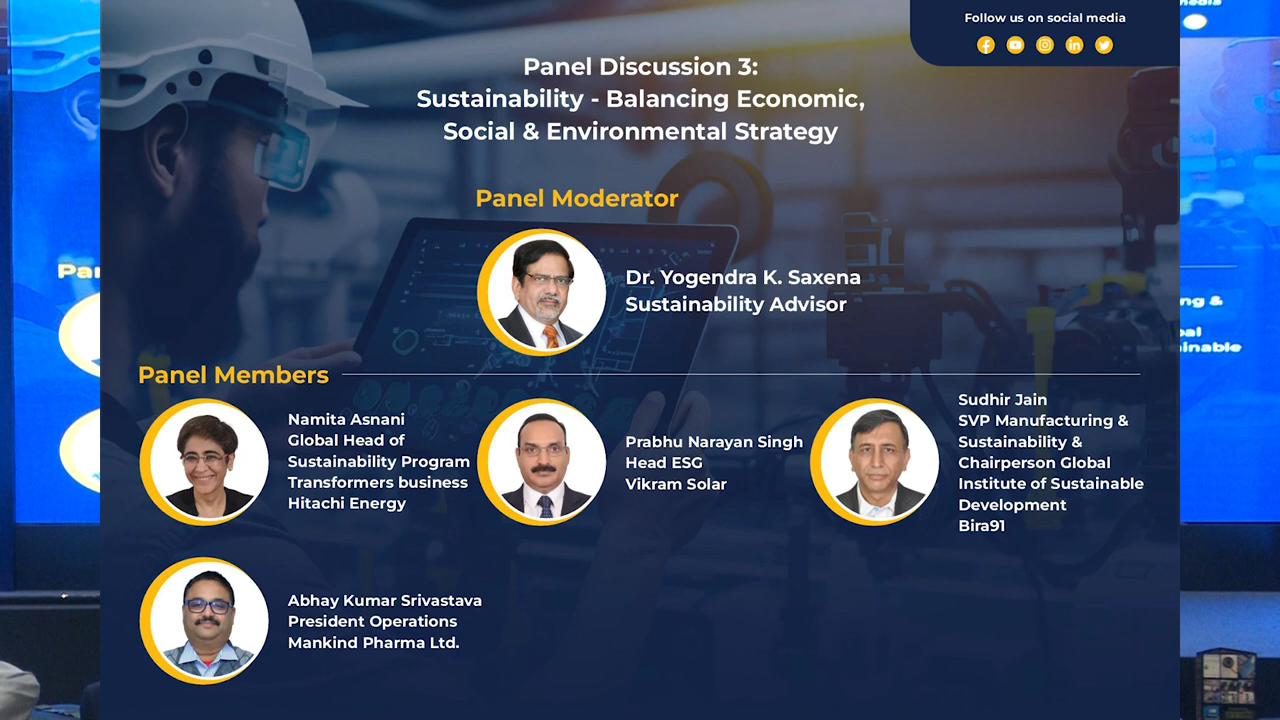 Follow us on social media
Panel Discussion 3:
Sustainability - Balancing Economic,
Social & Environmental Strategy
Panel Moderator
Dr. Yogendra K. Saxena
Sustainability Advisor
Panel Members
Namita Asnani
Global Head of
Sustainability Program
Transformers business
Hitachi Energy
Prabhu Narayan Singh
Head ESG
Vikram Solar
Sudhir Jain
SVP Manufacturing &
Sustainability &
Chairperson Global
Institute of Sustainable
Development
Bira91
Abhay Kumar Srivastava
President Operations
Mankind Pharma Ltd.